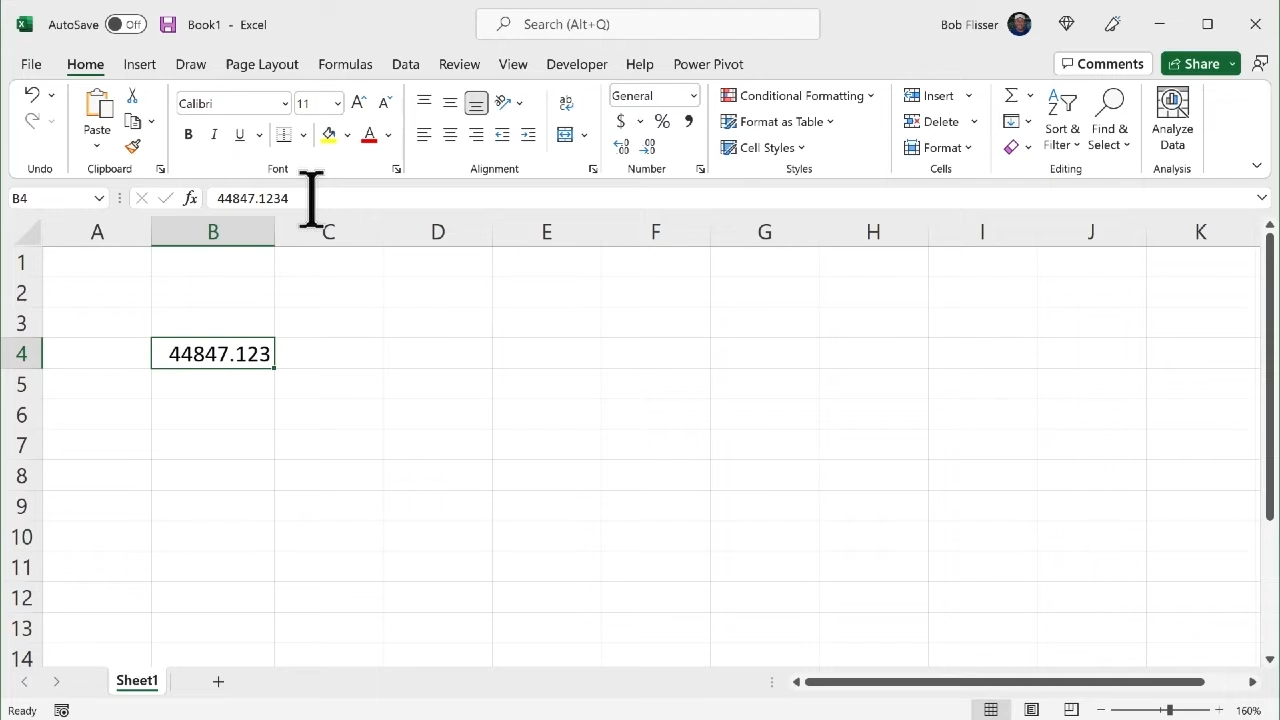 AutoSave Off Book1 - Excel Search (Alt+Q) Bob Flisser
File Home Insert Draw Page Layout Formulas Data Review View Developer Help Power Pivot Comments Share
Calibri 11 General Conditional Formatting Insert
Paste Format as Table Delete Sort & Filter Find & Select Analyze Data
B I U $ % Cell Styles Format
Undo Clipboard Font Alignment Number Styles Cells Editing Analysis
B4 fx 44847.1234
A B C D E F G H I J K
1
2
3
4 44847.123
5
6
7
8
9
10
11
12
13
14
Sheet1
Ready 160%